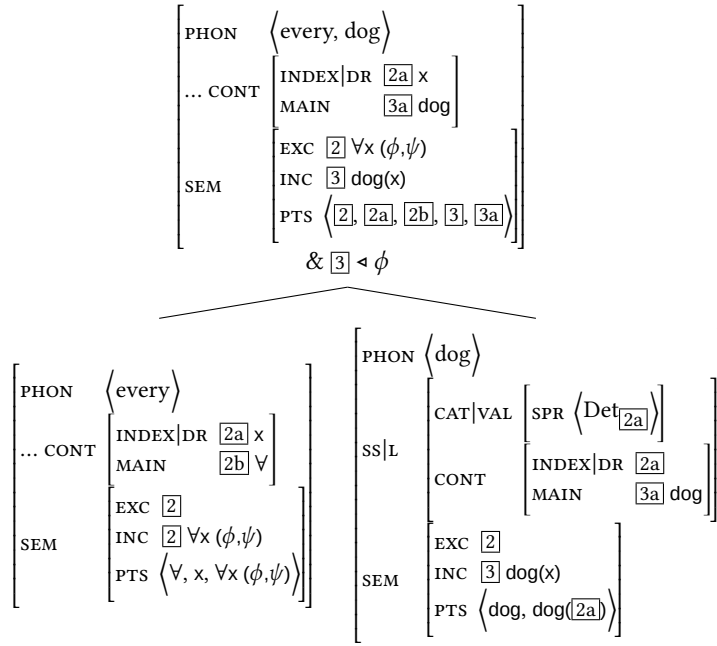 PHON ⟨every, dog⟩
... CONT INDEX|DR 2a x
MAIN 3a dog
SEM EXC 2 ∀x (ϕ,ψ)
INC 3 dog(x)
PTS ⟨2, 2a, 2b, 3, 3a⟩
& 3 ◃ ϕ
PHON ⟨every⟩
... CONT INDEX|DR 2a x
MAIN 2b ∀
SEM EXC 2
INC 2 ∀x (ϕ,ψ)
PTS ⟨∀, x, ∀x (ϕ,ψ)⟩
PHON ⟨dog⟩
SS|L CAT|VAL SPR ⟨Det2a⟩
CONT INDEX|DR 2a
MAIN 3a dog
SEM EXC 2
INC 3 dog(x)
PTS ⟨dog, dog(2a)⟩